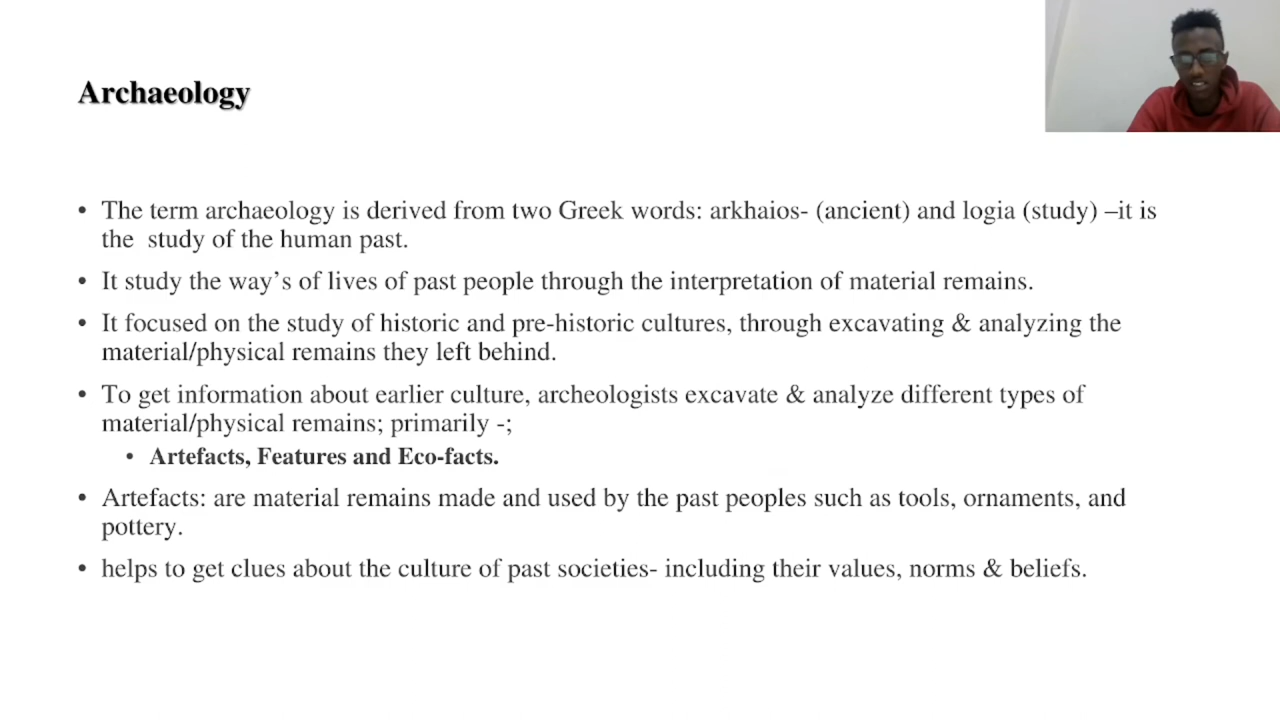 Archaeology
• The term archaeology is derived from two Greek words: arkhaios- (ancient) and logia (study) –it is
the  study of the human past.
• It study the way’s of lives of past people through the interpretation of material remains.
• It focused on the study of historic and pre-historic cultures, through excavating & analyzing the
material/physical remains they left behind.
• To get information about earlier culture, archeologists excavate & analyze different types of
material/physical remains; primarily -;
• Artefacts, Features and Eco-facts.
• Artefacts: are material remains made and used by the past peoples such as tools, ornaments, and
pottery.
• helps to get clues about the culture of past societies- including their values, norms & beliefs.